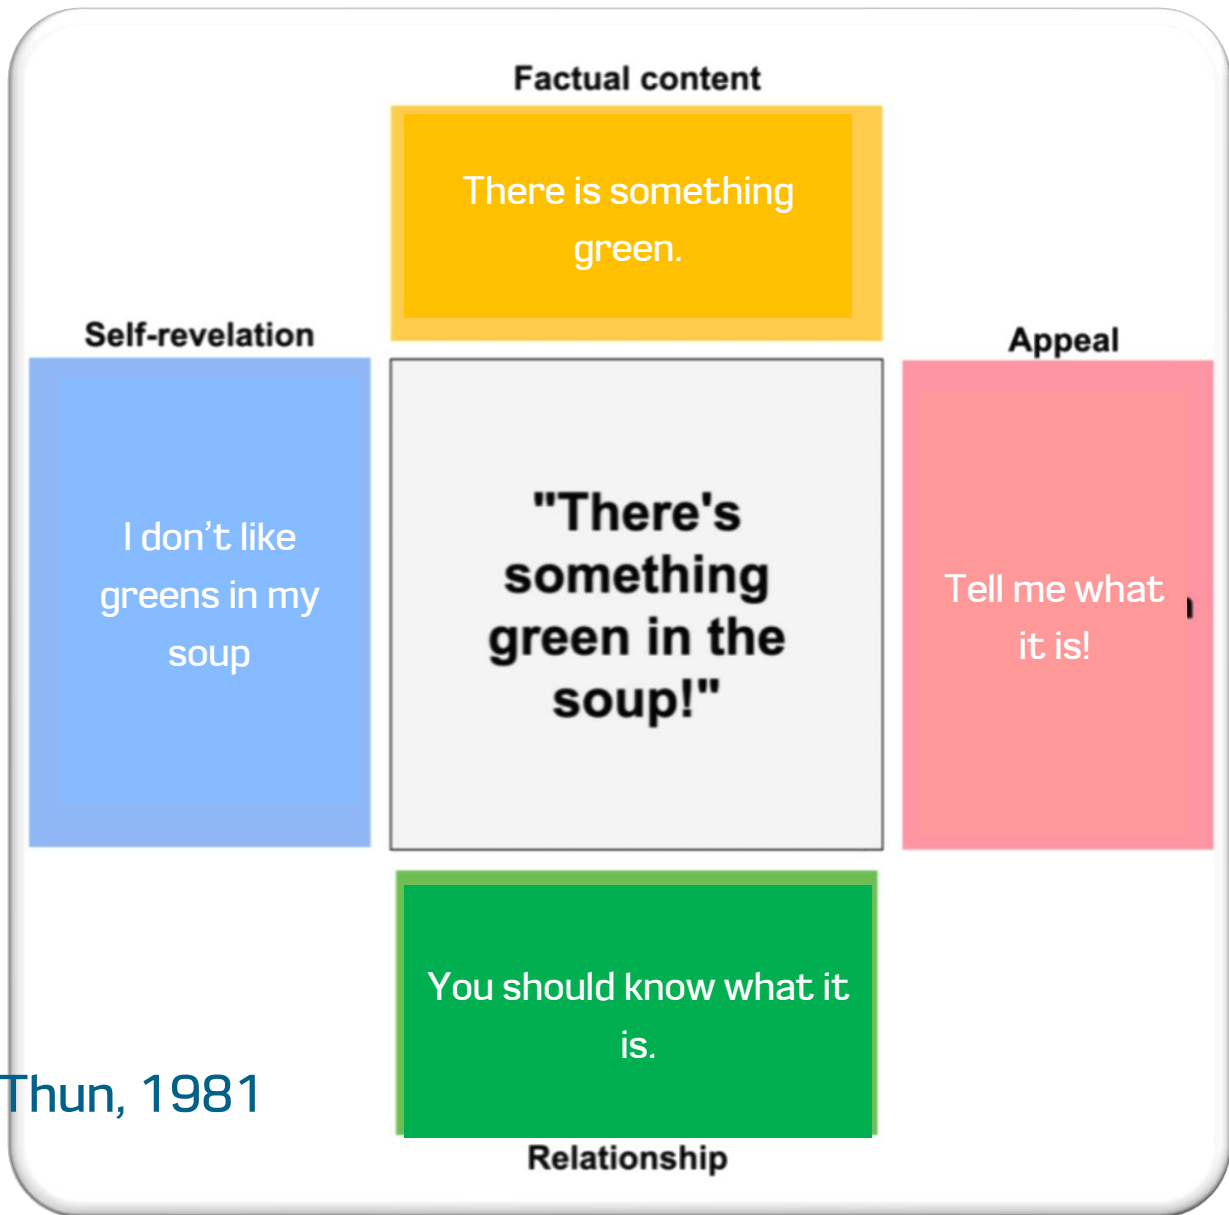 Factual content
There is something
green.
Self-revelation
I don't like
greens in my
soup
"There's
something
green in the
soup!"
Appeal
Tell me what
it is!
You should know what it
is.
Relationship
Thun, 1981